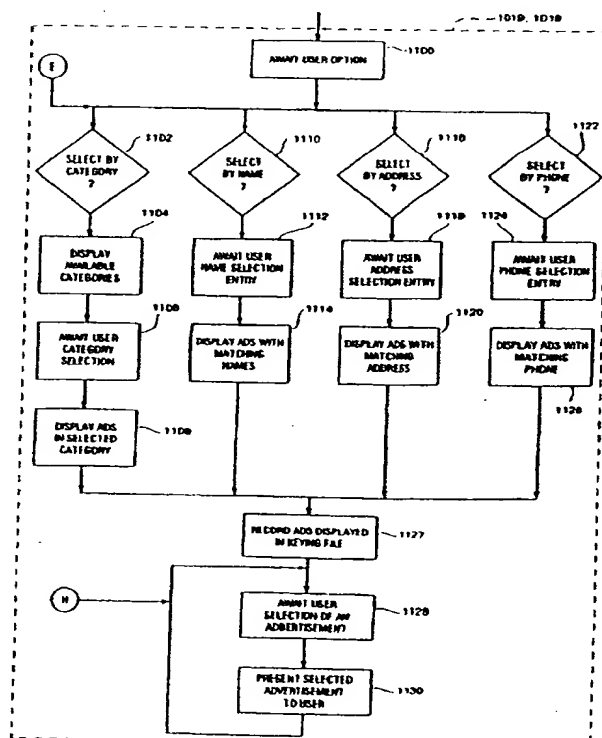 1019, 1018
1100
AWAIT USER OPTION
E
1102
SELECT
BY CATEGORY
?
1110
SELECT
BY NAME
?
1116
SELECT
BY ADDRESS
?
1122
SELECT
BY PHONE
?
1104
DISPLAY
AVAILABLE
CATEGORIES
1112
AWAIT USER
NAME SELECTION
ENTRY
1118
AWAIT USER
ADDRESS
SELECTION ENTRY
1124
AWAIT USER
PHONE SELECTION
ENTRY
AWAIT USER
CATEGORY
SELECTION
1114
DISPLAY ADS WITH
MATCHING
NAMES
1120
DISPLAY ADS WITH
MATCHING
ADDRESS
DISPLAY ADS WITH
MATCHING
PHONE
1126
DISPLAY ADS
IN SELECTED
CATEGORY
RECORD ADS DISPLAYED
IN KEYING FILE
1127
H
AWAIT USER
SELECTION OF AN
ADVERTISEMENT
1128
PRESENT SELECTED
ADVERTISEMENT
TO USER
1130